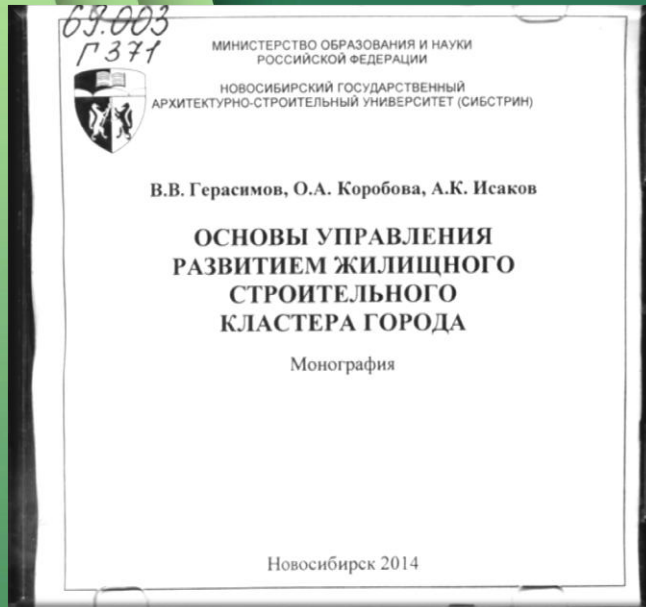 69.003
Г 371
МИНИСТЕРСТВО ОБРАЗОВАНИЯ И НАУКИ
РОССИЙСКОЙ ФЕДЕРАЦИИ
НОВОСИБИРСКИЙ ГОСУДАРСТВЕННЫЙ
АРХИТЕКТУРНО-СТРОИТЕЛЬНЫЙ УНИВЕРСИТЕТ (СИБСТРИН)
В.В. Герасимов, О.А. Коробова, А.К. Исаков
ОСНОВЫ УПРАВЛЕНИЯ
РАЗВИТИЕМ ЖИЛИЩНОГО
СТРОИТЕЛЬНОГО
КЛАСТЕРА ГОРОДА
Монография
Новосибирск 2014